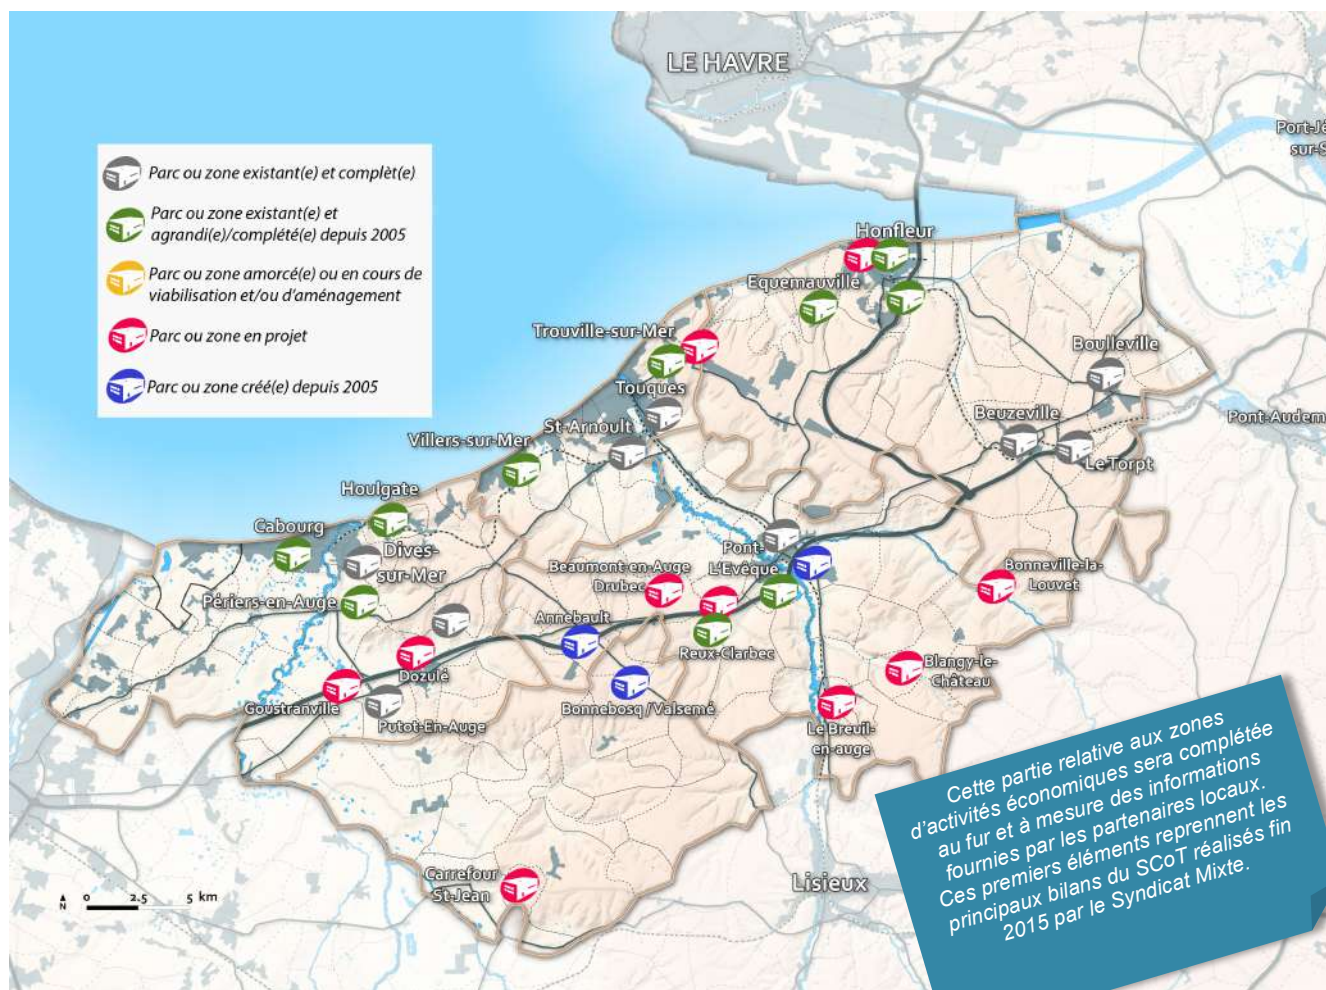 LE HAVRE
Port-Jé
sur-S
Parc ou zone existant(e) et complèt(e)
Parc ou zone existant(e) et
agrandi(e)/complété(e) depuis 2005
Parc ou zone amorcé(e) ou en cours de
viabilisation et/ou d'aménagement
Parc ou zone en projet
Parc ou zone créé(e) depuis 2005
Honfleur
Equemauville
Trouville-sur-Mer
Boulleville
Touques
Beuzeville
Pont-Audem
St-Arnoult
Villers-sur-Mer
Le Torpt
Houlgate
Cabourg
Dives-
sur-Mer
Pont-
L'Evêque
Beaumont-en-Auge
Drubec
Bonneville-la-
Louvet
Périers-en-Auge
Annebault
Reux-Clarbec
Dozulé
Blangy-le-
Château
Goustranville
Putot-En-Auge
Bonnebosq / Valsemé
Le Breuil-
en-auge
Carrefour
St-Jean
Lisieux
N
0 2.5 5 km
Cette partie relative aux zones
d'activités économiques sera complétée
au fur et à mesure des informations
fournies par les partenaires locaux.
Ces premiers éléments reprennent les
principaux bilans du SCoT réalisés fin
2015 par le Syndicat Mixte.